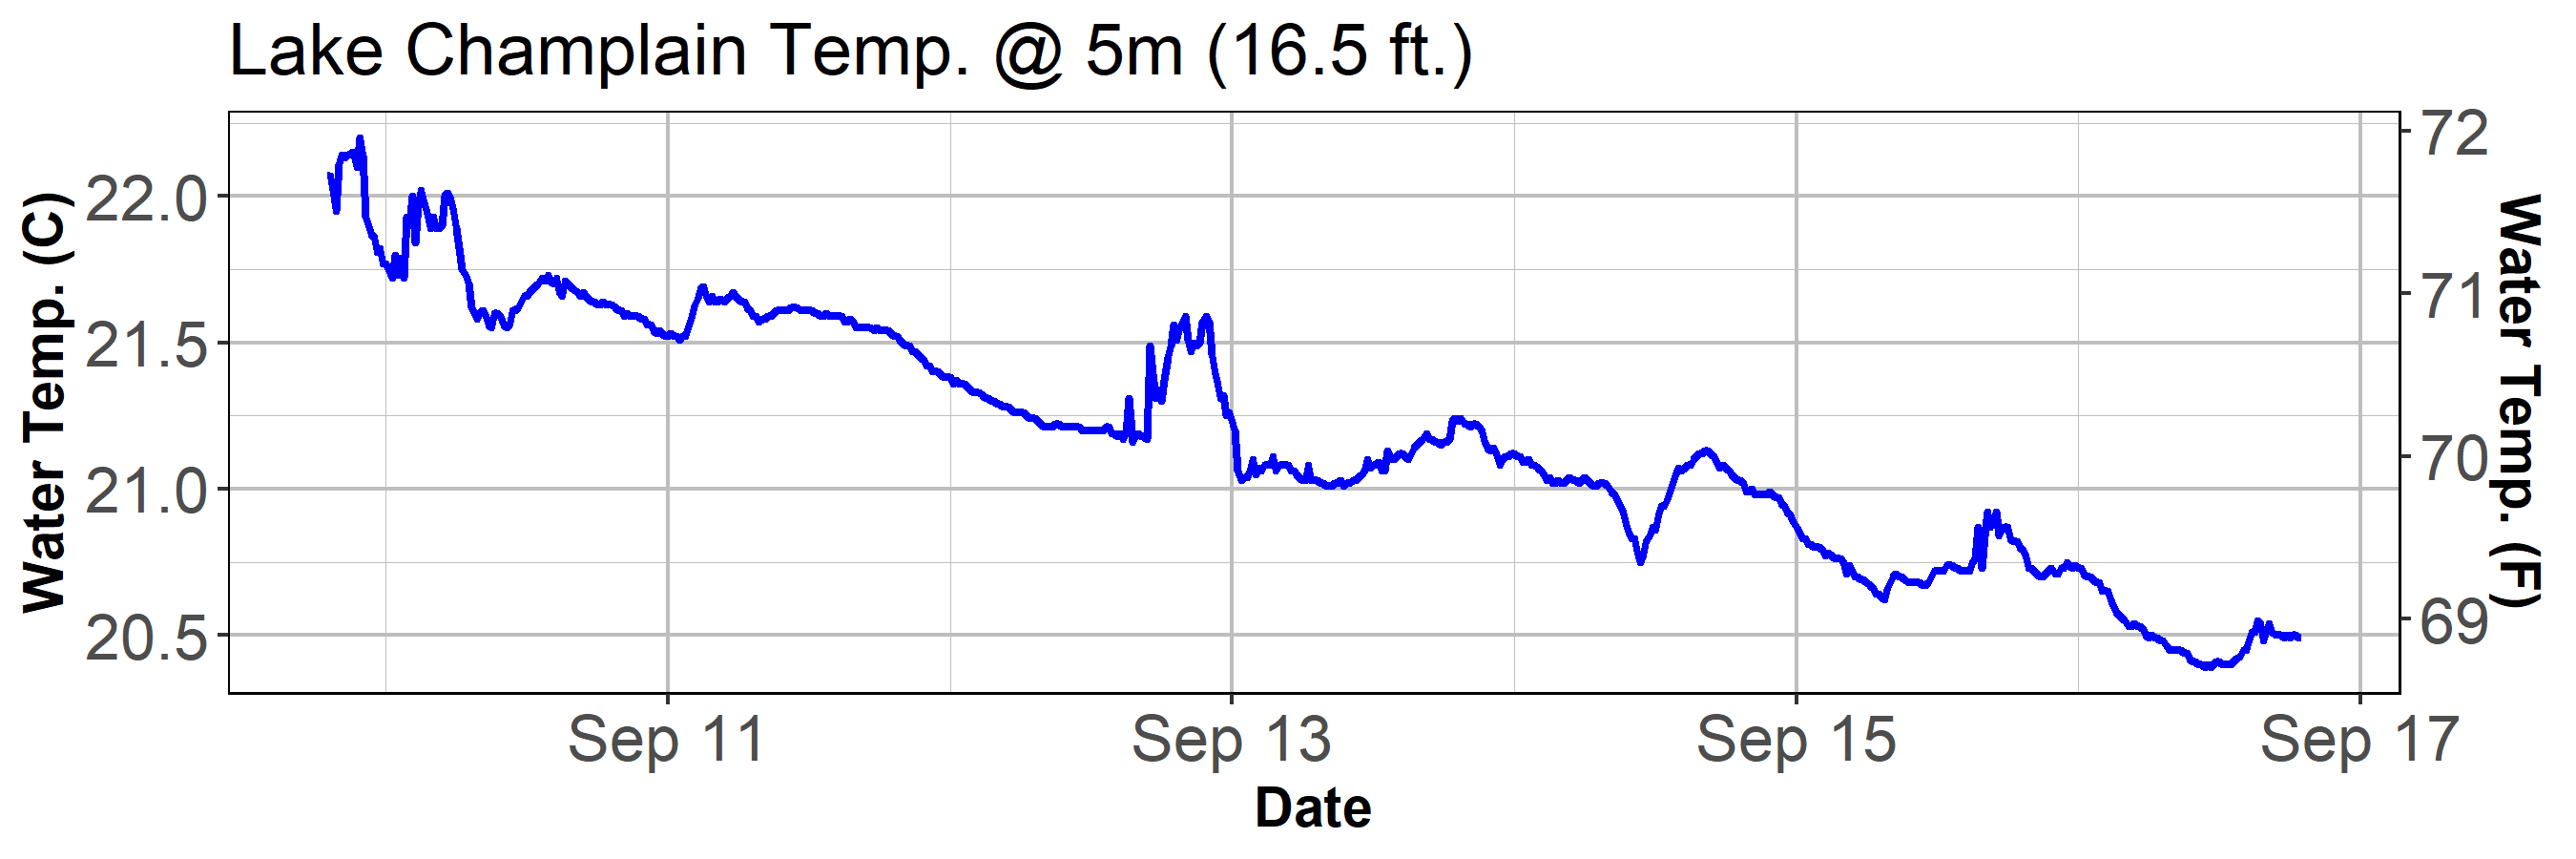 Lake Champlain Temp. @ 5m (16.5 ft.)
Water Temp. (C)
22.0
21.5
21.0
20.5
72
71
70
69
Water Temp. (F)
Sep 11
Sep 13
Sep 15
Sep 17
Date